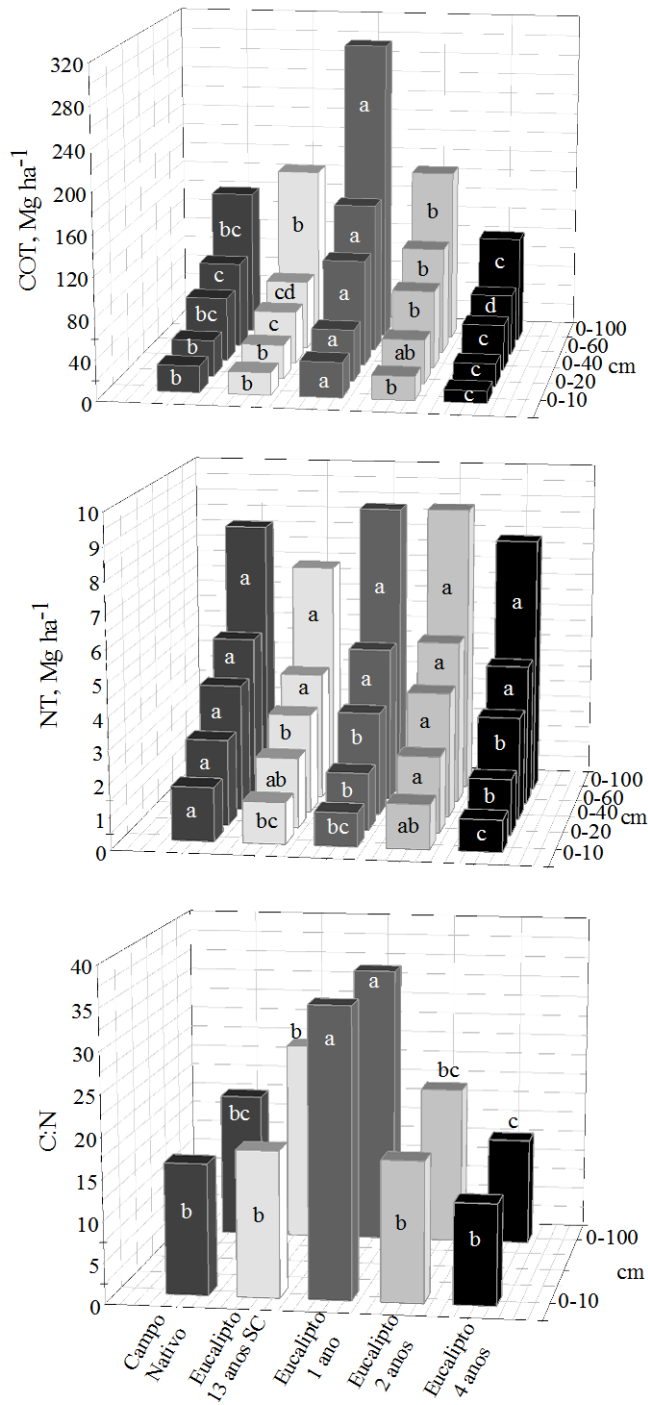 320
280
240
200
160
120
80
40
0
COT, Mg ha⁻¹
bc
c
bc
b
b
b
cd
c
b
b
a
a
a
a
a
b
b
b
ab
b
c
d
c
c
c
0-100
0-60
0-40
0-20
0-10
cm
10
9
8
7
6
5
4
3
2
1
0
NT, Mg ha⁻¹
a
a
a
a
a
a
a
b
ab
bc
a
a
b
b
bc
a
a
a
a
ab
a
a
b
b
c
0-100
0-60
0-40
0-20
0-10
cm
40
35
30
25
20
15
10
5
0
C:N
bc
b
b
b
a
a
bc
b
c
b
0-100
cm
0-10
Campo
Nativo
Eucalipto
13 anos SC
Eucalipto
1 ano
Eucalipto
2 anos
Eucalipto
4 anos